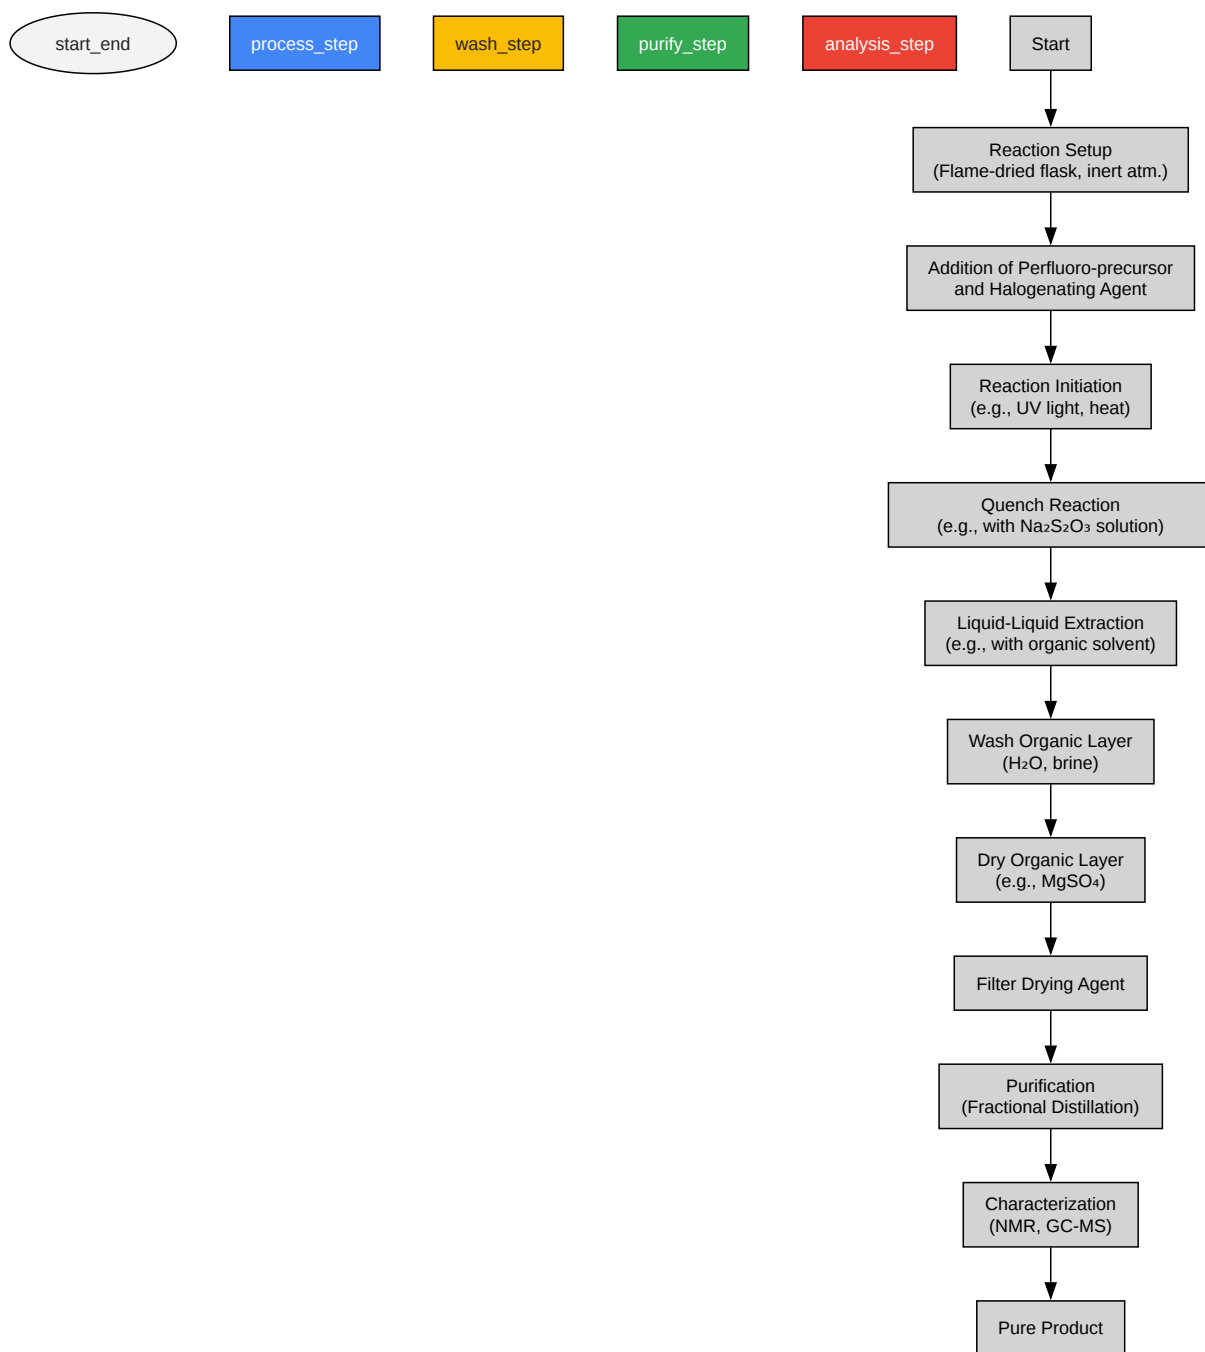 start_end
process_step
wash_step
purify_step
analysis_step
Start
Reaction Setup
(Flame-dried flask, inert atm.)
Addition of Perfluoro-precursor
and Halogenating Agent
Reaction Initiation
(e.g., UV light, heat)
Quench Reaction
(e.g., with Na₂S₂O₃ solution)
Liquid-Liquid Extraction
(e.g., with organic solvent)
Wash Organic Layer
(H₂O, brine)
Dry Organic Layer
(e.g., MgSO₄)
Filter Drying Agent
Purification
(Fractional Distillation)
Characterization
(NMR, GC-MS)
Pure Product